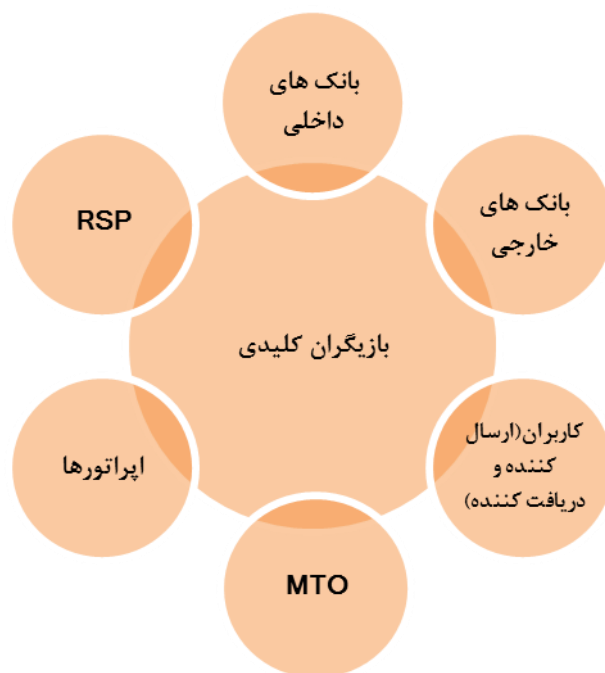 بانک های
داخلی
بانک های
خارجی
RSP
بازیگران کلیدی
کاربران(ارسال
کننده و
دریافت کننده)
اپراتورها
MTO